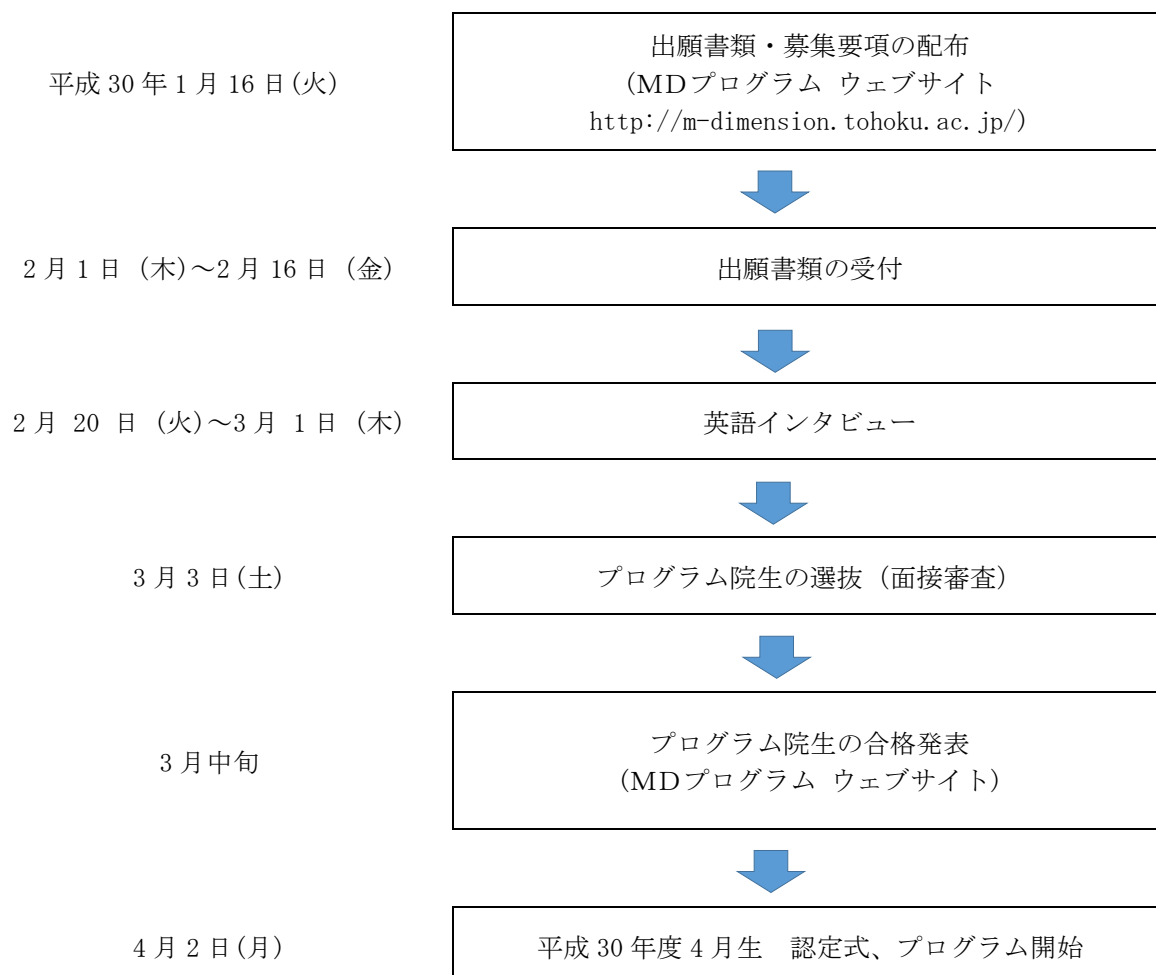 平成 30 年 1 月 16 日(火)
出願書類・募集要項の配布
(MDプログラム ウェブサイト
http://m-dimension.tohoku.ac.jp/)
2 月 1 日 (木)～2 月 16 日 (金)
出願書類の受付
2 月 20 日 (火)～3 月 1 日 (木)
英語インタビュー
3 月 3 日(土)
プログラム院生の選抜 (面接審査)
3 月中旬
プログラム院生の合格発表
(MDプログラム ウェブサイト)
4 月 2 日(月)
平成 30 年度 4 月生　認定式、プログラム開始